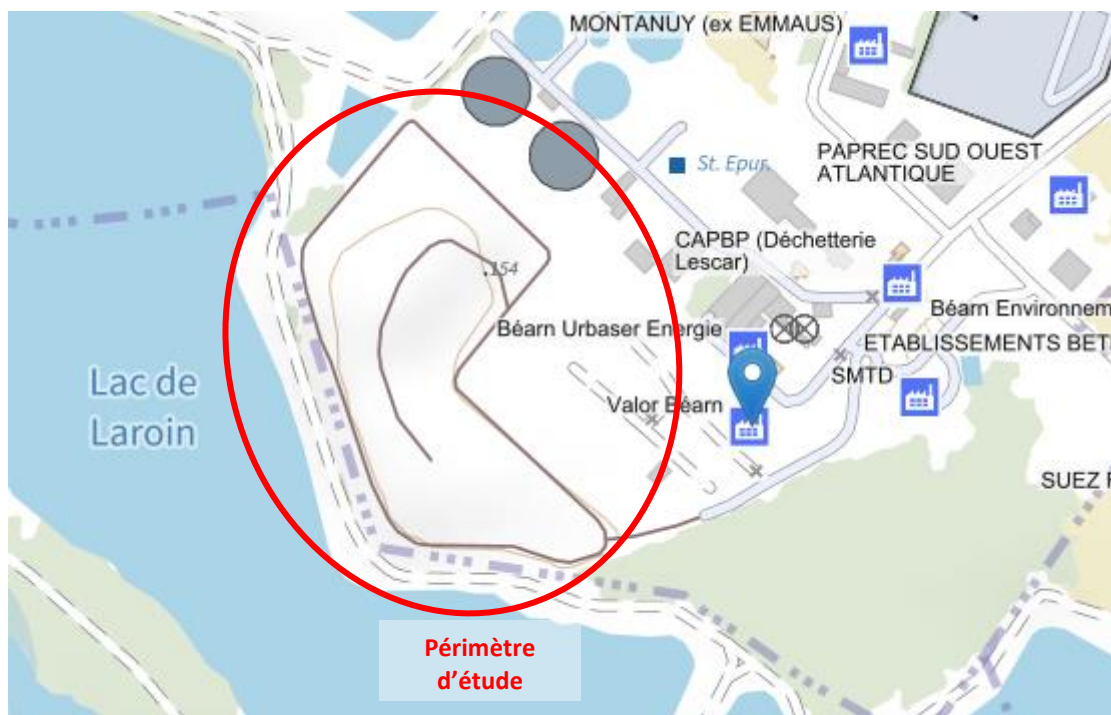 MONTANUY (ex EMMAUS)
St. Epur.
PAPREC SUD OUEST
ATLANTIQUE
CAPBP (Déchetterie
Lescar)
154
Béarn Urbaser Energie
Béarn Environnem
ETABLISSEMENTS BET
SMTD
Lac de
Laroin
Valor Béarn
SUEZ
Périmètre
d'étude